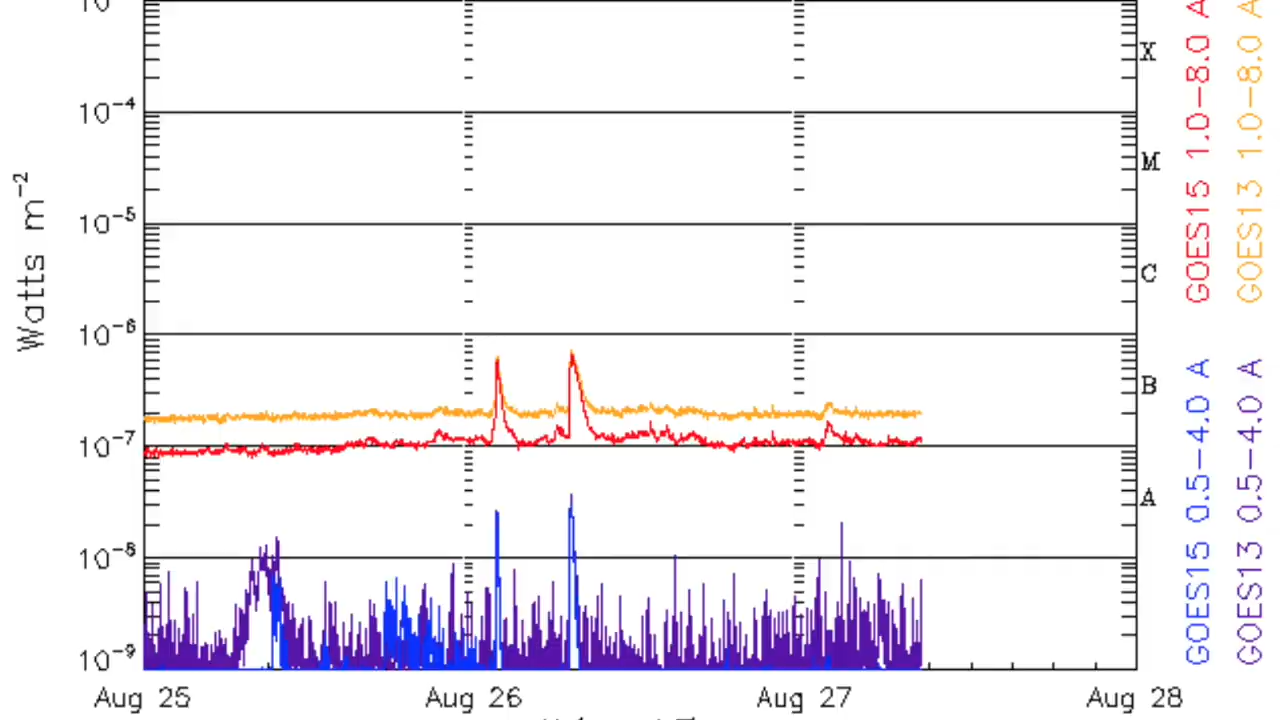 10
10-4
10-5
10-6
10-7
10-8
10-9
Watts m-2
X
M
C
B
A
Aug 25
Aug 26
Aug 27
Aug 28
GOES15 1.0-8.0 A
GOES13 1.0-8.0 A
GOES15 0.5-4.0 A
GOES13 0.5-4.0 A